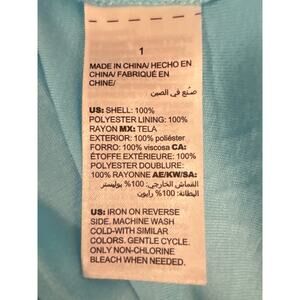 1
MADE IN CHINA/ HECHO EN
CHINA/ FABRIQUÉ EN
CHINE/
صنع في الصين
US: SHELL: 100%
POLYESTER LINING: 100%
RAYON MX: TELA
EXTERIOR: 100% poliéster
FORRO: 100% viscosa CA:
ÉTOFFE EXTÉRIEURE: 100%
POLYESTER DOUBLURE:
100% RAYONNE AE/KW/SA:
القماش الخارجي: 100% بوليستر
البطانة: 100% رايون
US: IRON ON REVERSE
SIDE. MACHINE WASH
COLD-WITH SIMILAR
COLORS. GENTLE CYCLE.
ONLY NON-CHLORINE
BLEACH WHEN NEEDED.